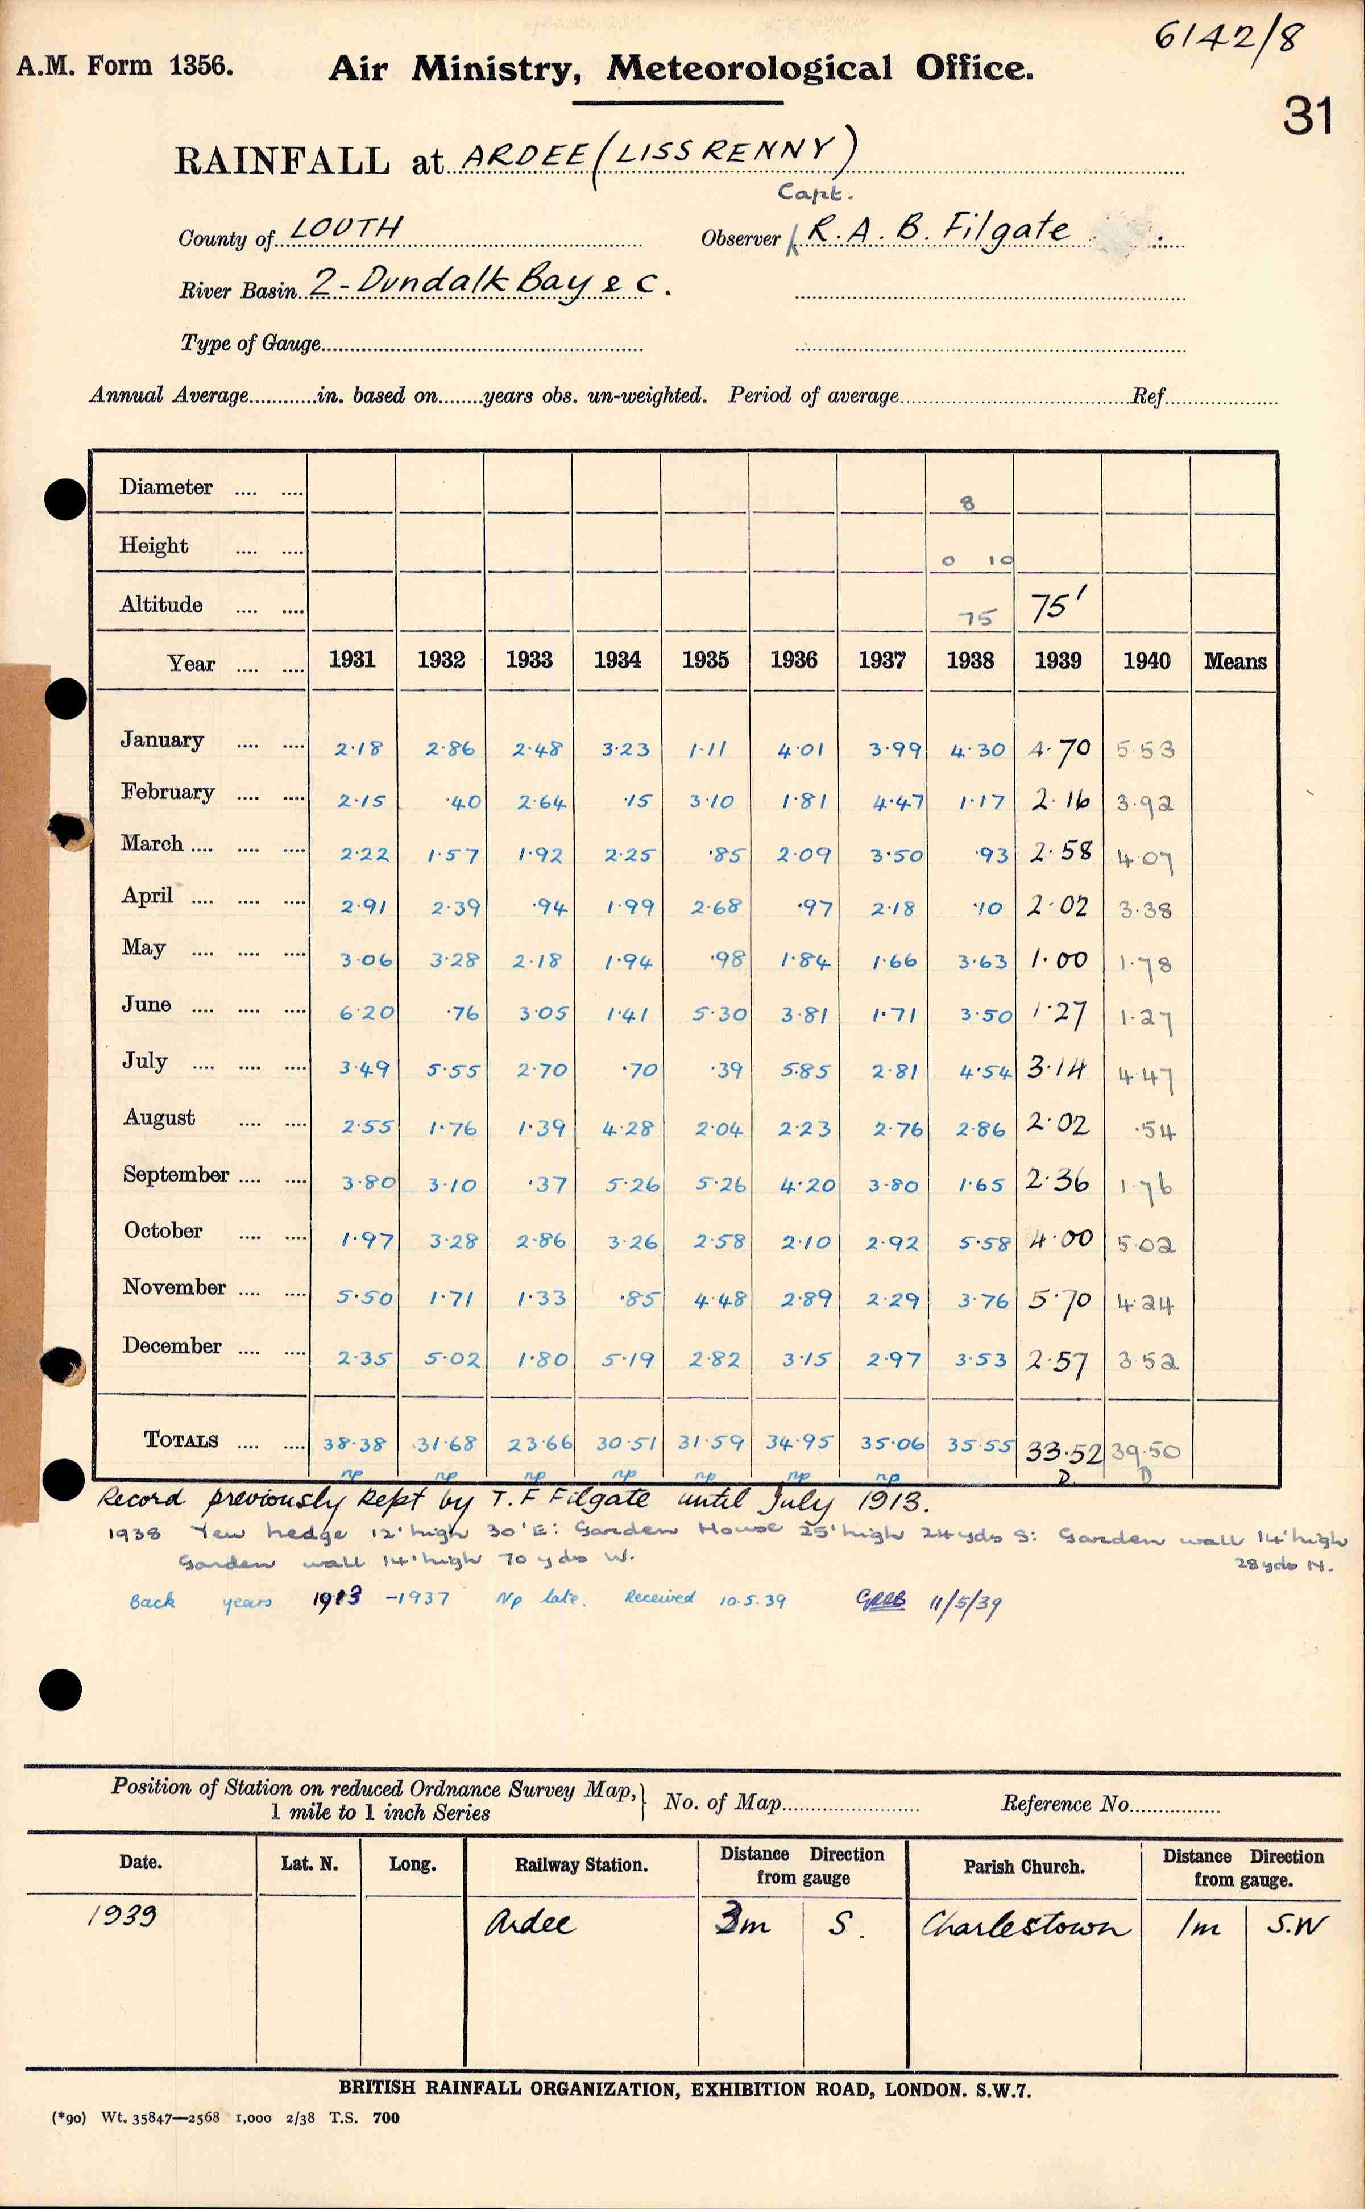 6142/8
A.M. Form 1356. Air Ministry, Meteorological Office.
31
RAINFALL at ARDEE (LISSRENNY)
Capt.
County of LOUTH Observer R. A. B. Filgate
River Basin 2 - Dundalk Bay & c.
Type of Gauge
Annual Average in. based on years obs. un-weighted. Period of average Ref.
Diameter 8
Height 0 10
Altitude 75 75'
Year 1931 1932 1933 1934 1935 1936 1937 1938 1939 1940 Means
January 2·18 2·86 2·48 3·23 1·11 4·01 3·99 4·30 4·70 5·53
February 2·15 ·40 2·64 ·15 3·10 1·81 4·47 1·17 2·16 3·92
March 2·22 1·57 1·92 2·25 ·85 2·09 3·50 ·93 2·58 4·07
April 2·91 2·39 ·94 1·99 2·68 ·97 2·18 ·10 2·02 3·38
May 3·06 3·28 2·18 1·94 ·98 1·84 1·66 3·63 1·00 1·78
June 6·20 ·76 3·05 1·41 5·30 3·81 1·71 3·50 1·27 1·27
July 3·49 5·55 2·70 ·70 ·39 5·85 2·81 4·54 3·14 4·47
August 2·55 1·76 1·39 4·28 2·04 2·23 2·76 2·86 2·02 ·54
September 3·80 3·10 ·37 5·26 5·26 4·20 3·80 1·65 2·36 1·76
October 1·97 3·28 2·86 3·26 2·58 2·10 2·92 5·58 4·00 5·02
November 5·50 1·71 1·33 ·85 4·48 2·89 2·29 3·76 5·70 4·24
December 2·35 5·02 1·80 5·19 2·82 3·15 2·97 3·53 2·57 3·52
TOTALS 38·38 31·68 23·66 30·51 31·59 34·95 35·06 35·55 33·52 39·50
np np np np np np np D. D
Record previously kept by T. F Filgate until July 1913.
1938 Yew hedge 12' high 30' E: Garden House 25' high 24 yds S: Garden wall 14' high
Garden wall 14' high 70 yds W. 28 yds N.
Back years 1913 - 1937 Np late. Received 10.5.39 11/5/39
Position of Station on reduced Ordnance Survey Map, 1 mile to 1 inch Series No. of Map Reference No.
Date. Lat. N. Long. Railway Station. Distance Direction from gauge Parish Church. Distance Direction from gauge.
1939 Ardee 3m S. Charlestown 1m S.W
BRITISH RAINFALL ORGANIZATION, EXHIBITION ROAD, LONDON. S.W.7.
(*90) Wt. 35847—2568 1,000 2/38 T.S. 700